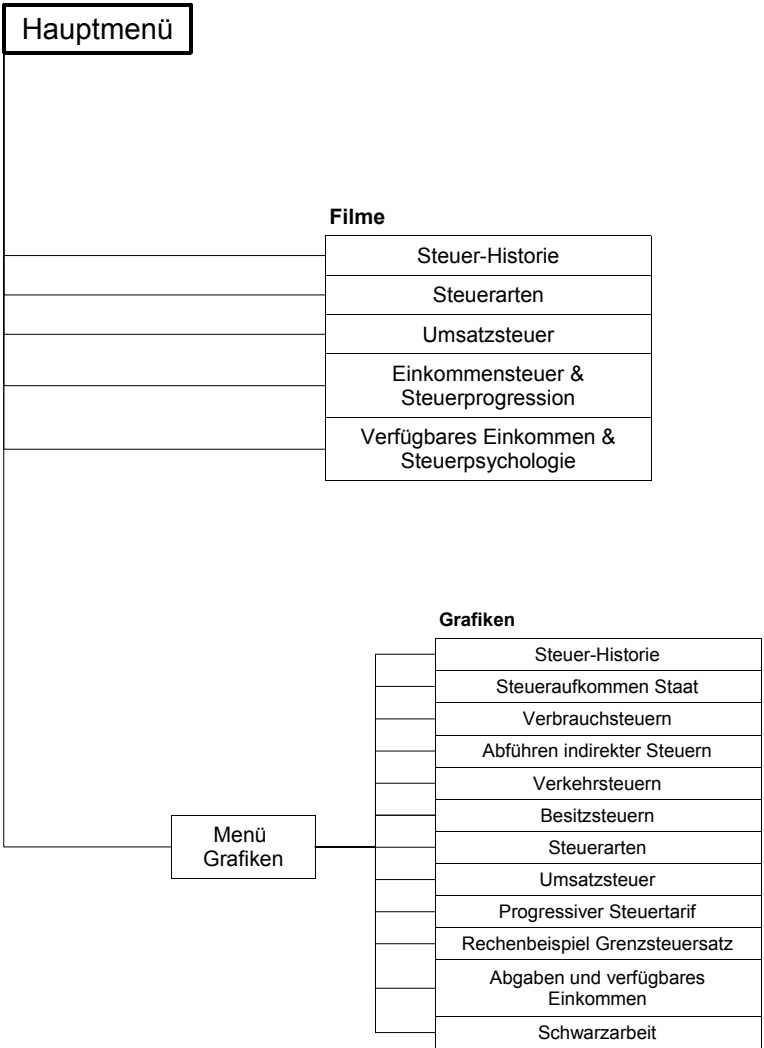 Hauptmenü
Filme
Steuer-Historie
Steuerarten
Umsatzsteuer
Einkommensteuer &
Steuerprogression
Verfügbares Einkommen &
Steuerpsychologie
Grafiken
Steuer-Historie
Steueraufkommen Staat
Verbrauchsteuern
Abführen indirekter Steuern
Verkehrsteuern
Besitzsteuern
Steuerarten
Umsatzsteuer
Progressiver Steuertarif
Rechenbeispiel Grenzsteuersatz
Abgaben und verfügbares
Einkommen
Schwarzarbeit
Menü
Grafiken